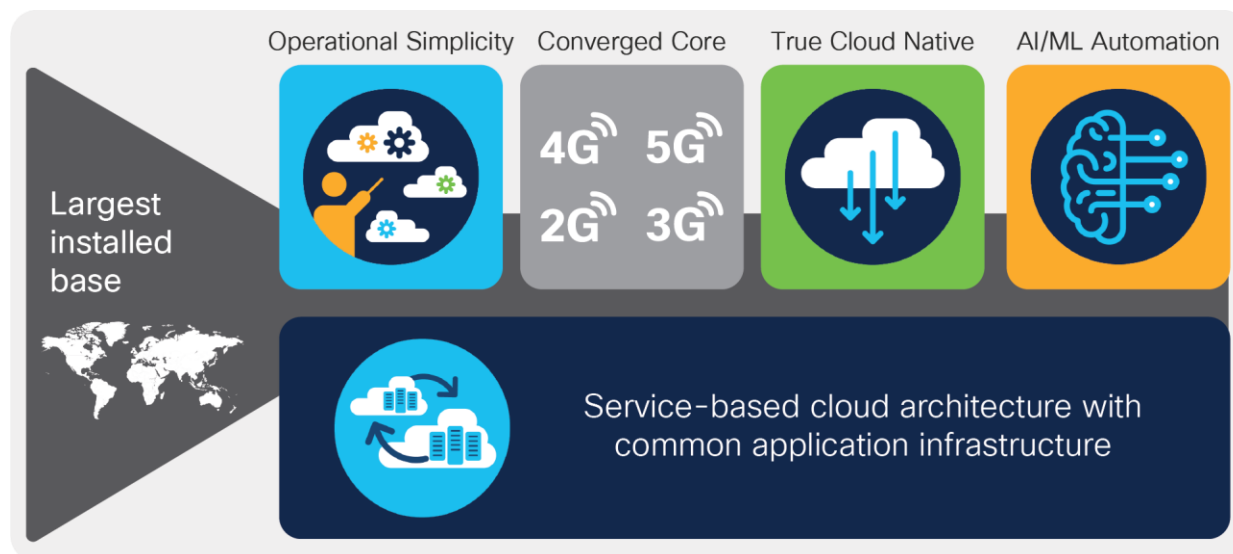 Operational Simplicity
Converged Core
True Cloud Native
AI/ML Automation
Largest
installed
base
4G
5G
2G
3G
Service-based cloud architecture with
common application infrastructure